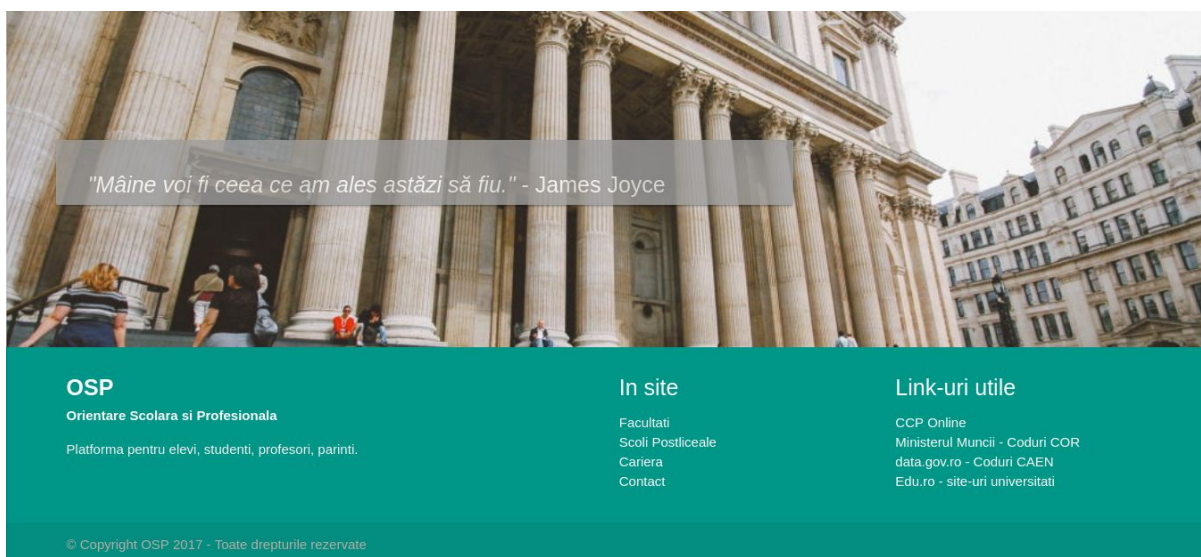 "Mâine voi fi ceea ce am ales astăzi să fiu." - James Joyce
OSP
Orientare Scolara si Profesionala
Platforma pentru elevi, studenti, profesori, parinti.
In site
Facultati
Scoli Postliceale
Cariera
Contact
Link-uri utile
CCP Online
Ministerul Muncii - Coduri COR
data.gov.ro - Coduri CAEN
Edu.ro - site-uri universitati
© Copyright OSP 2017 - Toate drepturile rezervate